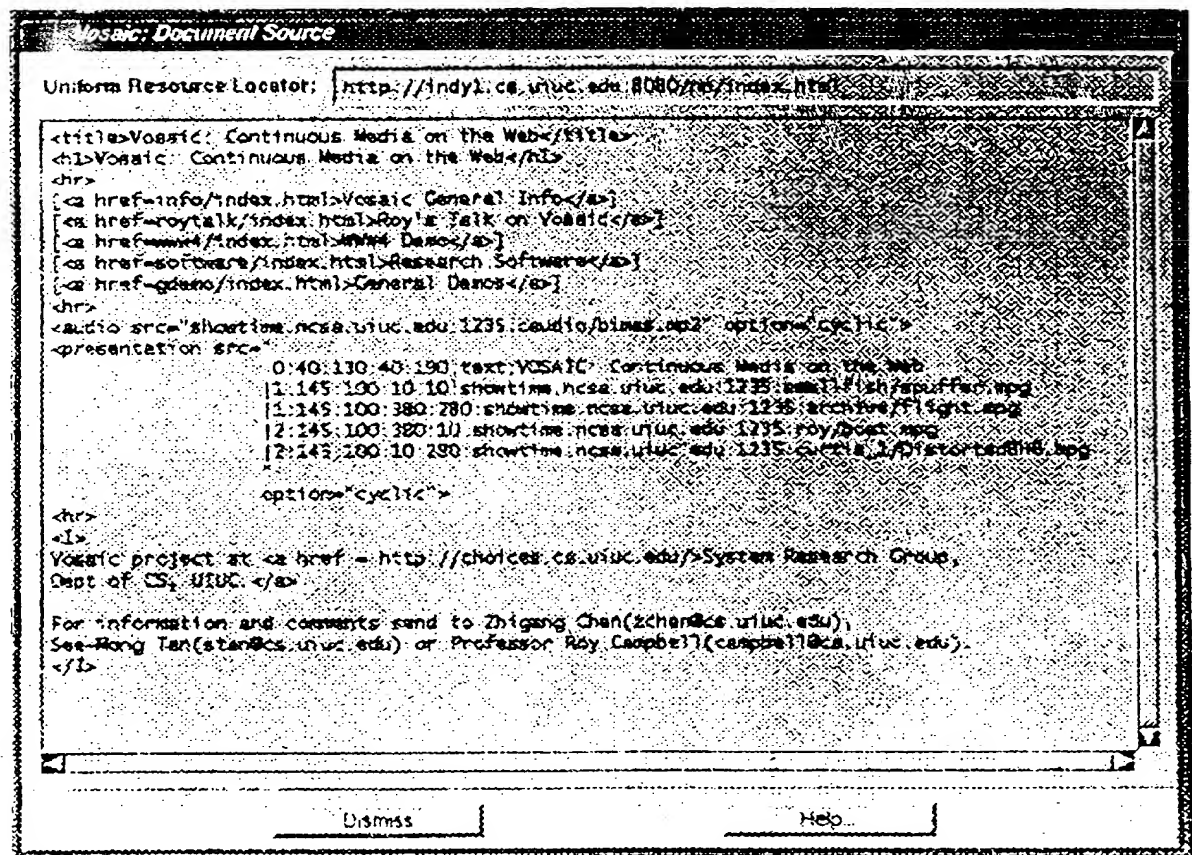 Vosaic: Document Source
Uniform Resource Locator: http://indy1.cs.uiuc.edu:8080/ /index.html
<title>Vosaic: Continuous Media on the Web</title>
<h1>Vosaic: Continuous Media on the Web</h1>
<hr>
[<a href=info/index.html>Vosaic General Info</a>]
[<a href=roytalk/index.html>Roy's Talk on Vosaic</a>]
[<a href=www4/index.html>WWW4 Demo</a>]
[<a href=software/index.html>Research Software</a>]
[<a href=gdemo/index.html>General Demos</a>]
<hr>
<audio src="showtime.ncsa.uiuc.edu:1235:caudio/ .mp2" option="cyclic">
<presentation src="
0:40:130:40:190:text:VOSAIC: Continuous Media on the Web
|1:145:100:10:10:showtime.ncsa.uiuc.edu:1235:smallfish/spuffer.mpg
|1:145:100:380:280:showtime.ncsa.uiuc.edu:1235:archive/flight.mpg
|2:145:100:380:10:showtime.ncsa.uiuc.edu:1235:roy/boat.mpg
|2:145:100:10:280:showtime.ncsa.uiuc.edu:1235:curtis_2/ .mpg
"
option="cyclic">
<hr>
<I>
Vosaic project at <a href = http://choices.cs.uiuc.edu/>System Research Group,
Dept of CS, UIUC.</a>
For information and comments send to Zhigang Chen(zchen@cs.uiuc.edu),
See-Mong Tan(stan@cs.uiuc.edu) or Professor Roy Campbell(campbell@cs.uiuc.edu).
</I>
Dismiss
Help...